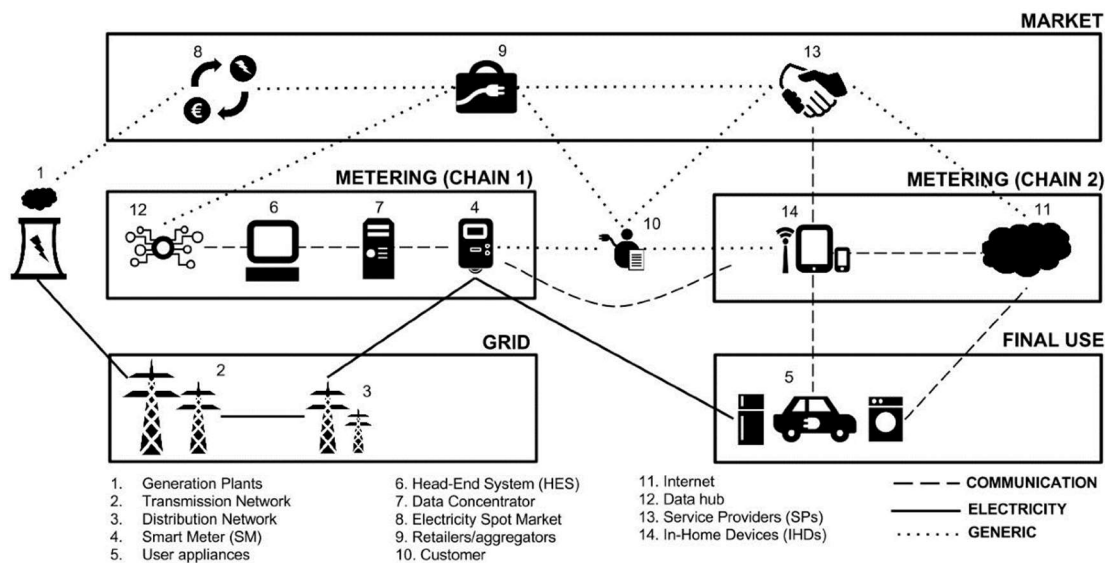 MARKET
8
9
13
1
METERING (CHAIN 1)
METERING (CHAIN 2)
12
6
7
4
10
14
11
€
GRID
FINAL USE
2
3
5
1. Generation Plants
2. Transmission Network
3. Distribution Network
4. Smart Meter (SM)
5. User appliances
6. Head-End System (HES)
7. Data Concentrator
8. Electricity Spot Market
9. Retailers/aggregators
10. Customer
11. Internet
12. Data hub
13. Service Providers (SPs)
14. In-Home Devices (IHDs)
COMMUNICATION
ELECTRICITY
GENERIC